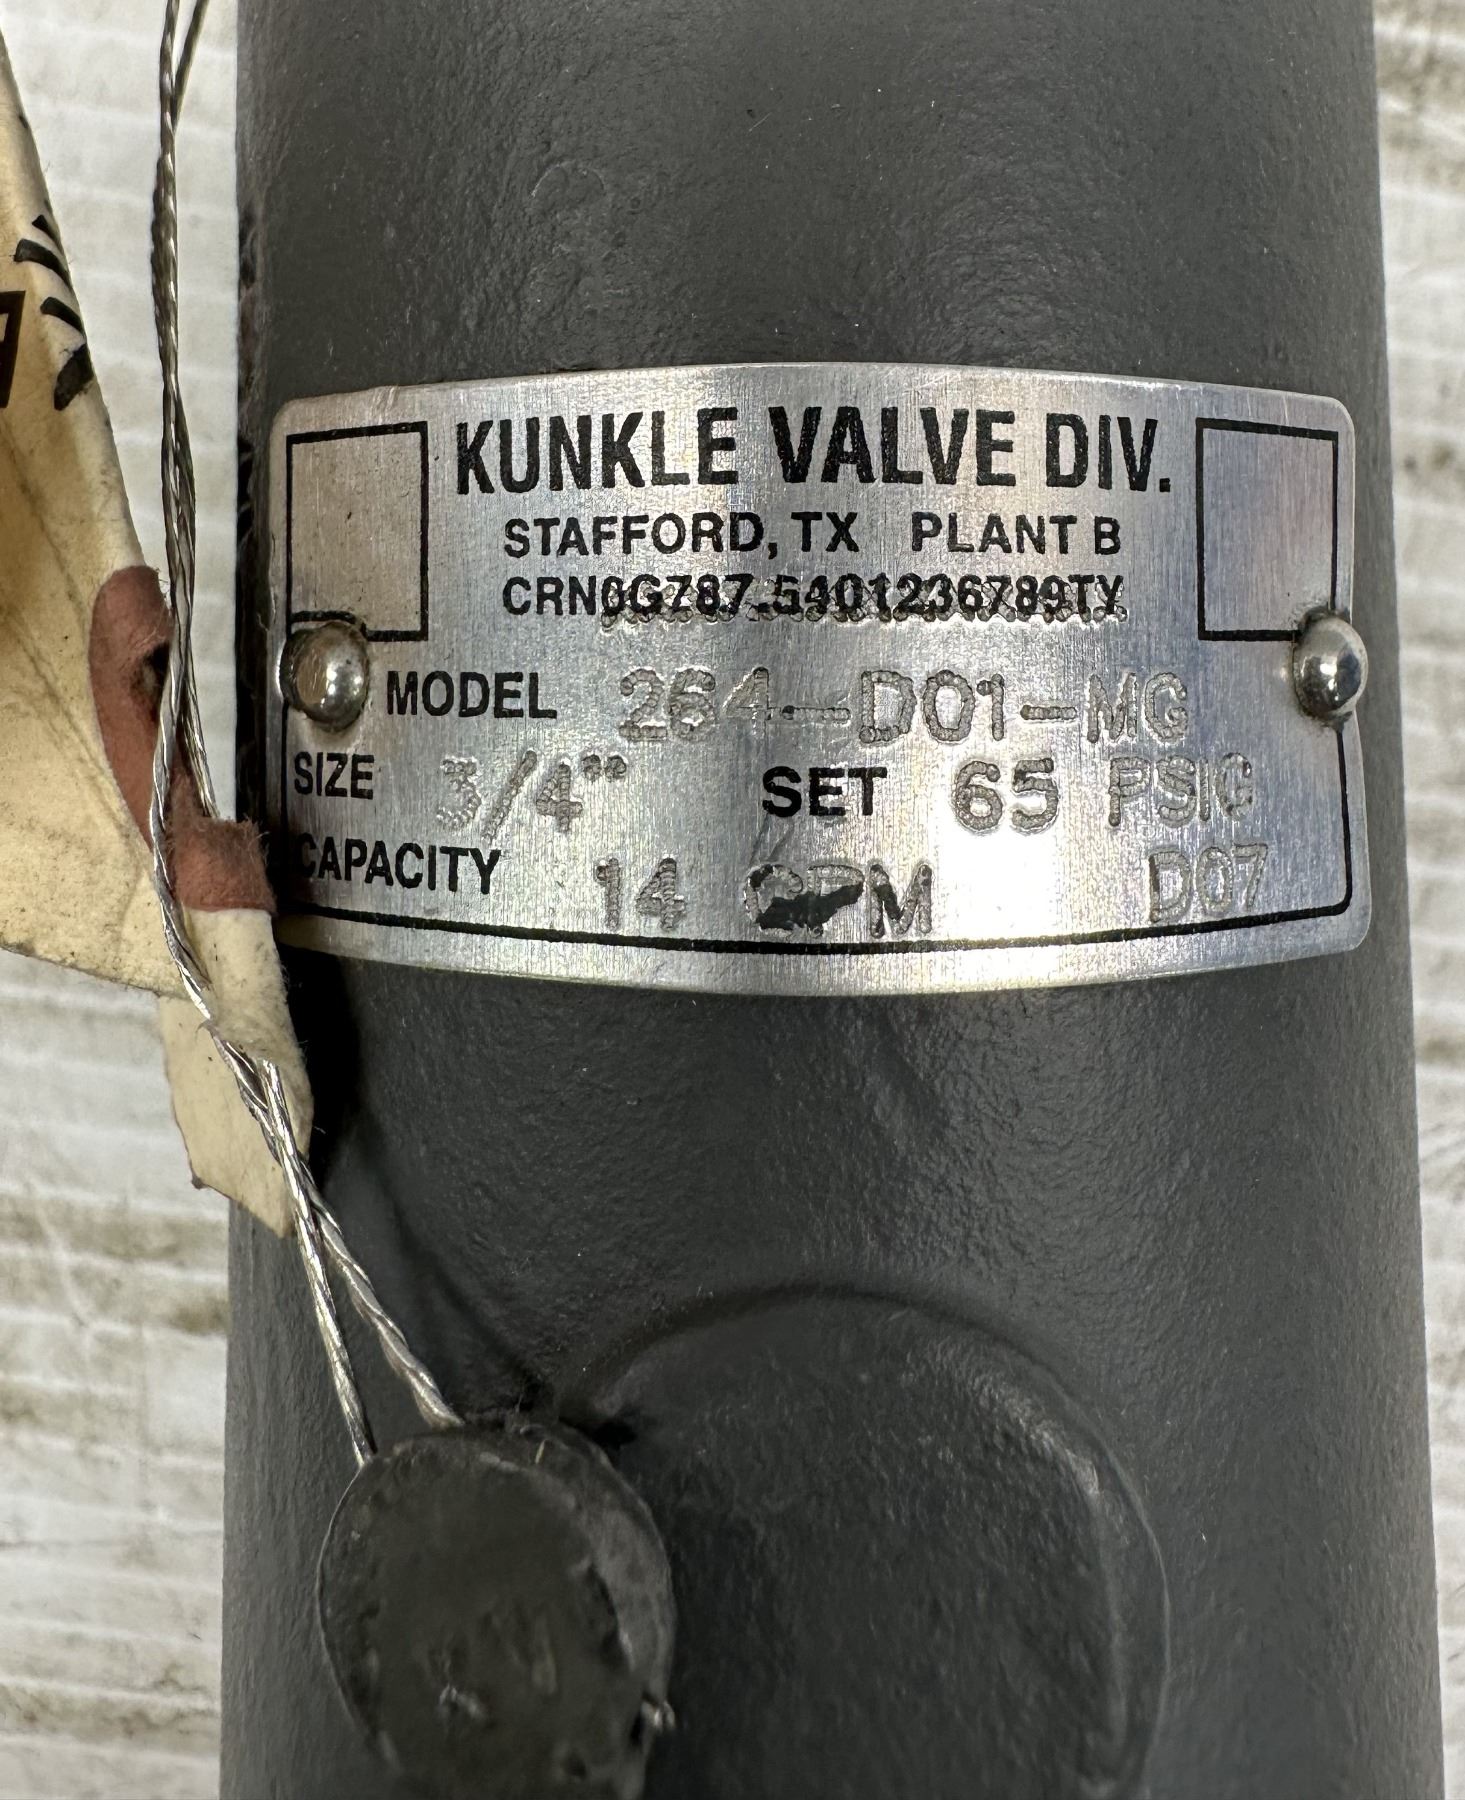 KUNKLE VALVE DIV.
STAFFORD, TX PLANT B
MODEL 264-D01-MG
SIZE 3/4" SET 65 PSIG
CAPACITY 14 GPM D07